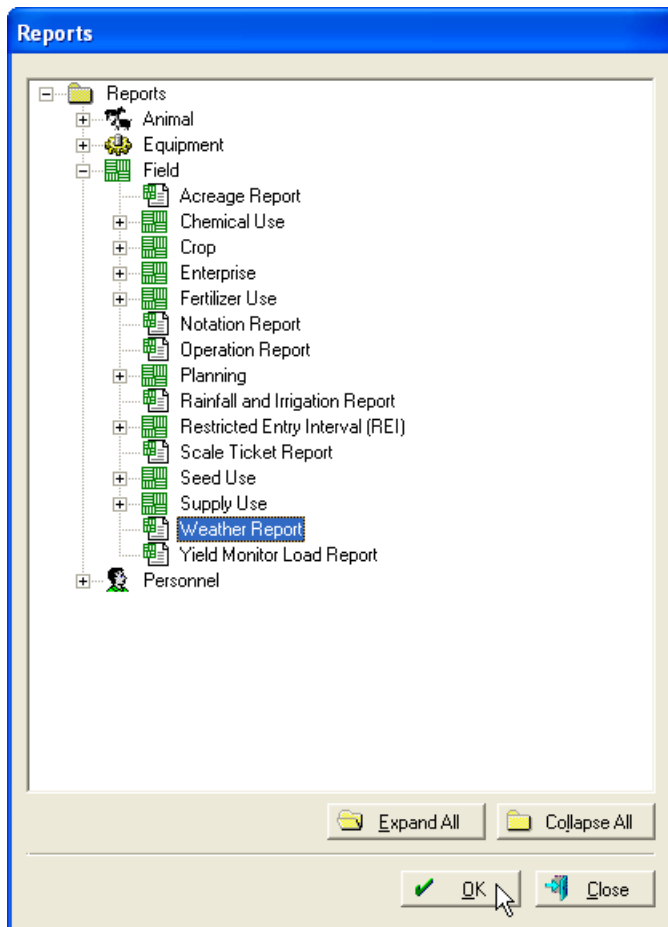 Reports
Reports
Animal
Equipment
Field
Acreage Report
Chemical Use
Crop
Enterprise
Fertilizer Use
Notation Report
Operation Report
Planning
Rainfall and Irrigation Report
Restricted Entry Interval (REI)
Scale Ticket Report
Seed Use
Supply Use
Weather Report
Yield Monitor Load Report
Personnel
Expand All Collapse All
OK Close